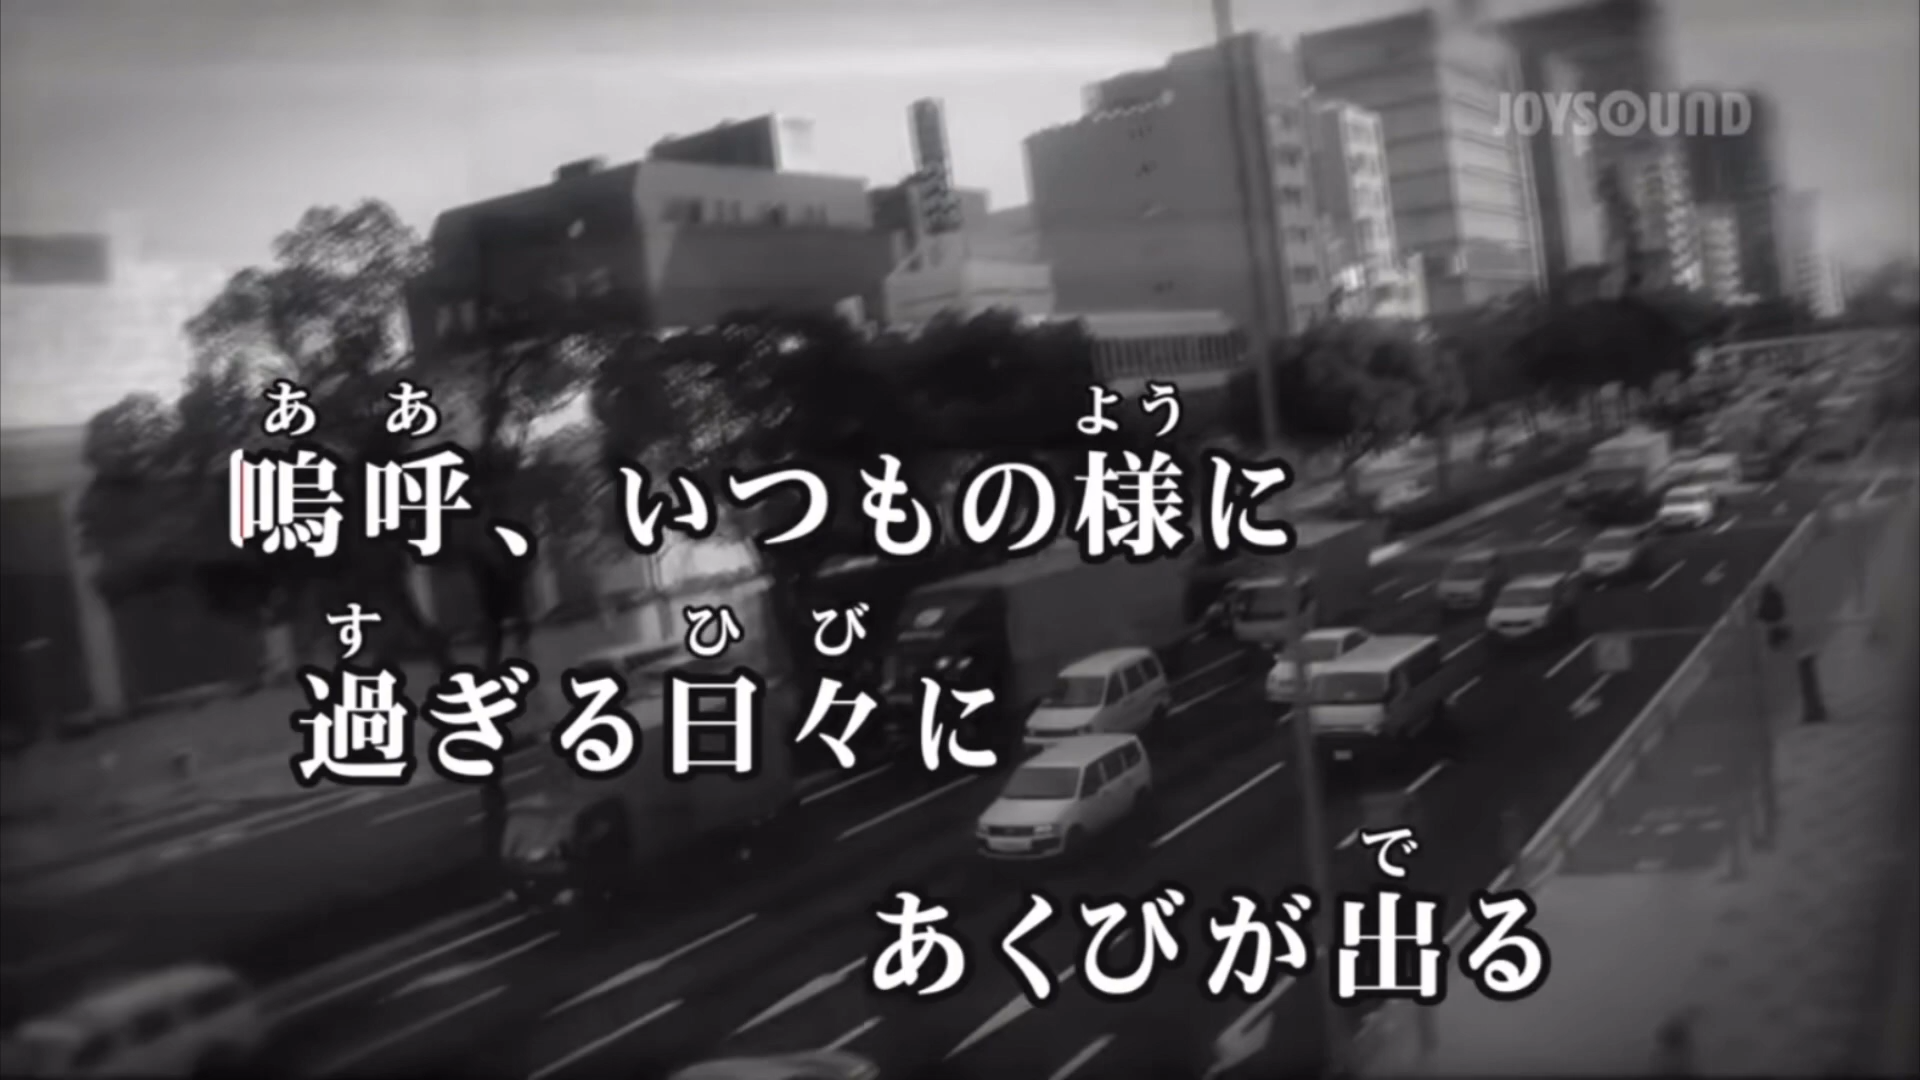 JOYSOUND
ああ よう
嗚呼、いつもの様に
す ひび
過ぎる日々に
で
あくびが出る